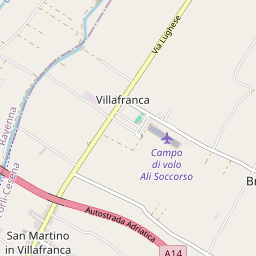 Via Lughese
Villafranca
Ravenna
Forlì-Cesena
Campo
di volo
Ali Soccorso
Br
Autostrada Adriatica
A14
San Martino
in Villafranca